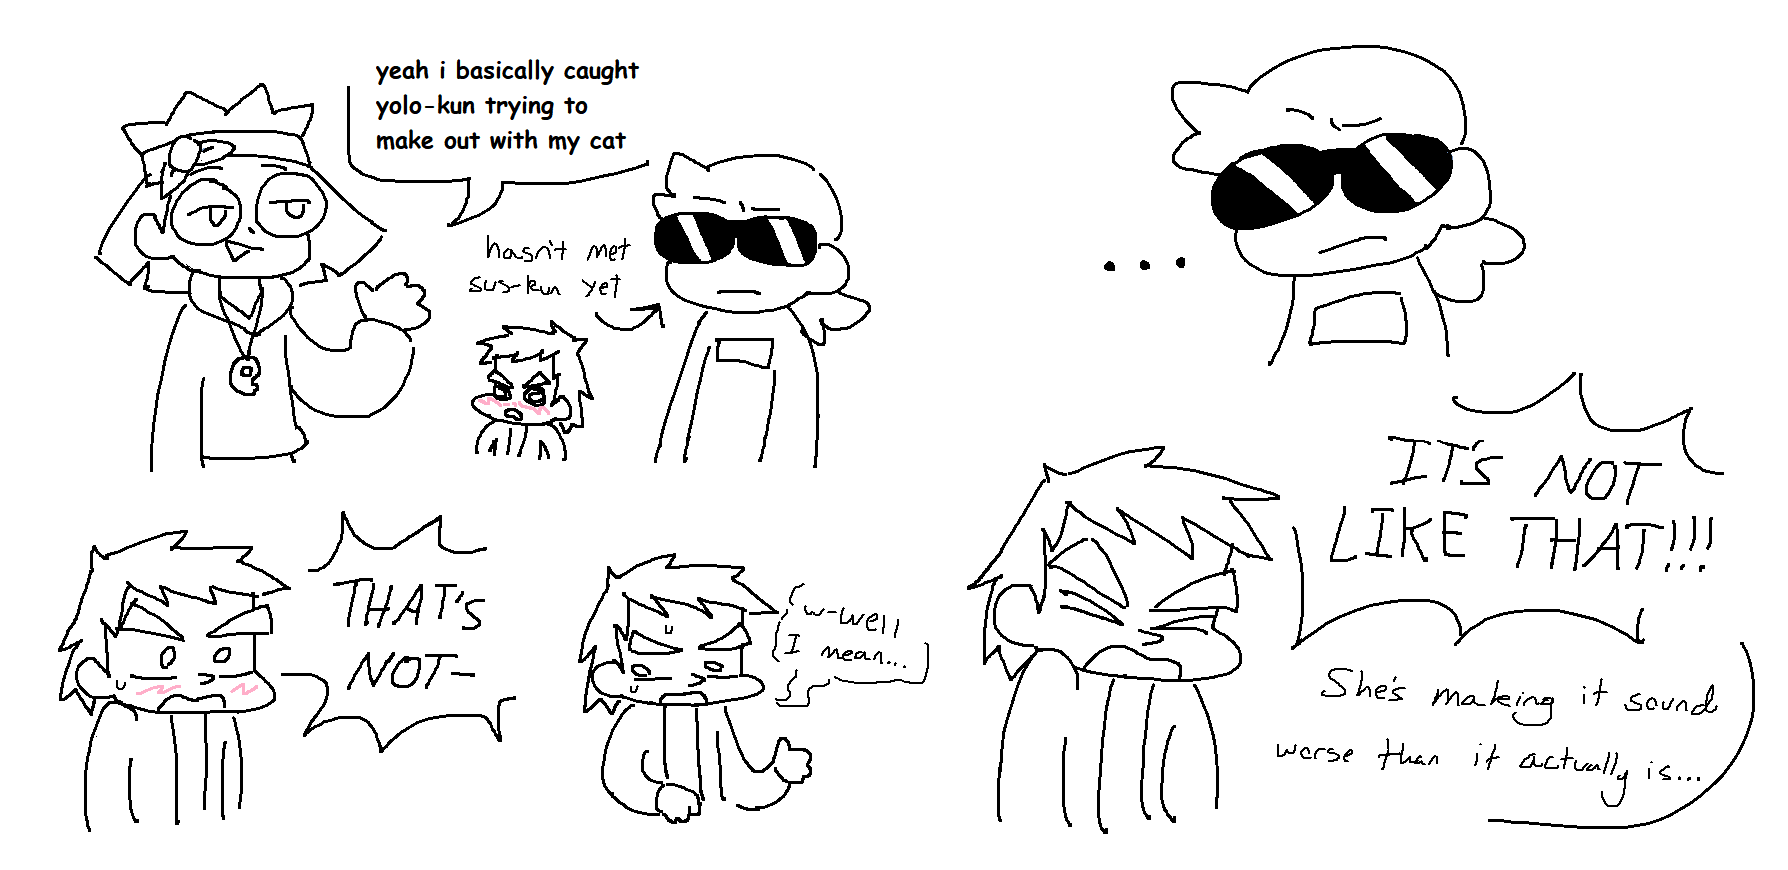 yeah i basically caught
yolo-kun trying to
make out with my cat
hasn't met
sus-kun yet
...
THAT'S
NOT-
w-well
I mean...
IT'S NOT
LIKE THAT!!!
She's making it sound
worse than it actually is...